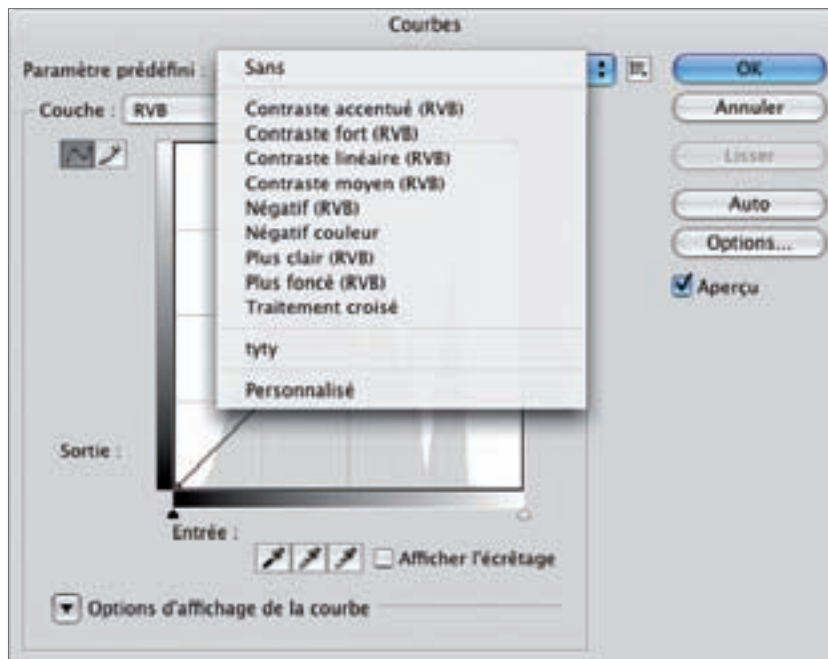 Courbes
Paramètre prédéfini :
Sans
OK
Couche : RVB
Contraste accentué (RVB)
Annuler
Contraste fort (RVB)
Contraste linéaire (RVB)
Lisser
Contraste moyen (RVB)
Négatif (RVB)
Auto
Négatif couleur
Options...
Plus clair (RVB)
Plus foncé (RVB)
Aperçu
Traitement croisé
tyty
Personnalisé
Sortie :
Entrée :
Afficher l'écrêtage
Options d'affichage de la courbe